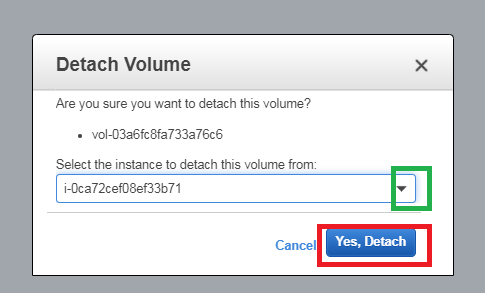 Detach Volume
Are you sure you want to detach this volume?
vol-03a6fc8fa733a76c6
Select the instance to detach this volume from:
i-0ca72cef08ef33b71
Cancel
Yes, Detach